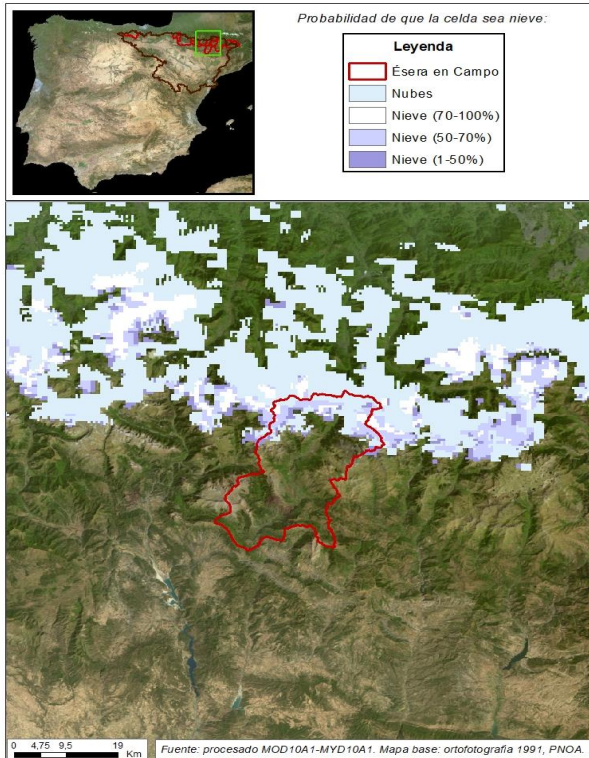 Probabilidad de que la celda sea nieve:
Leyenda
Ésera en Campo
Nubes
Nieve (70-100%)
Nieve (50-70%)
Nieve (1-50%)
0 4,75 9,5 19
Km
Fuente: procesado MOD10A1-MYD10A1. Mapa base: ortofotografia 1991, PNOA.